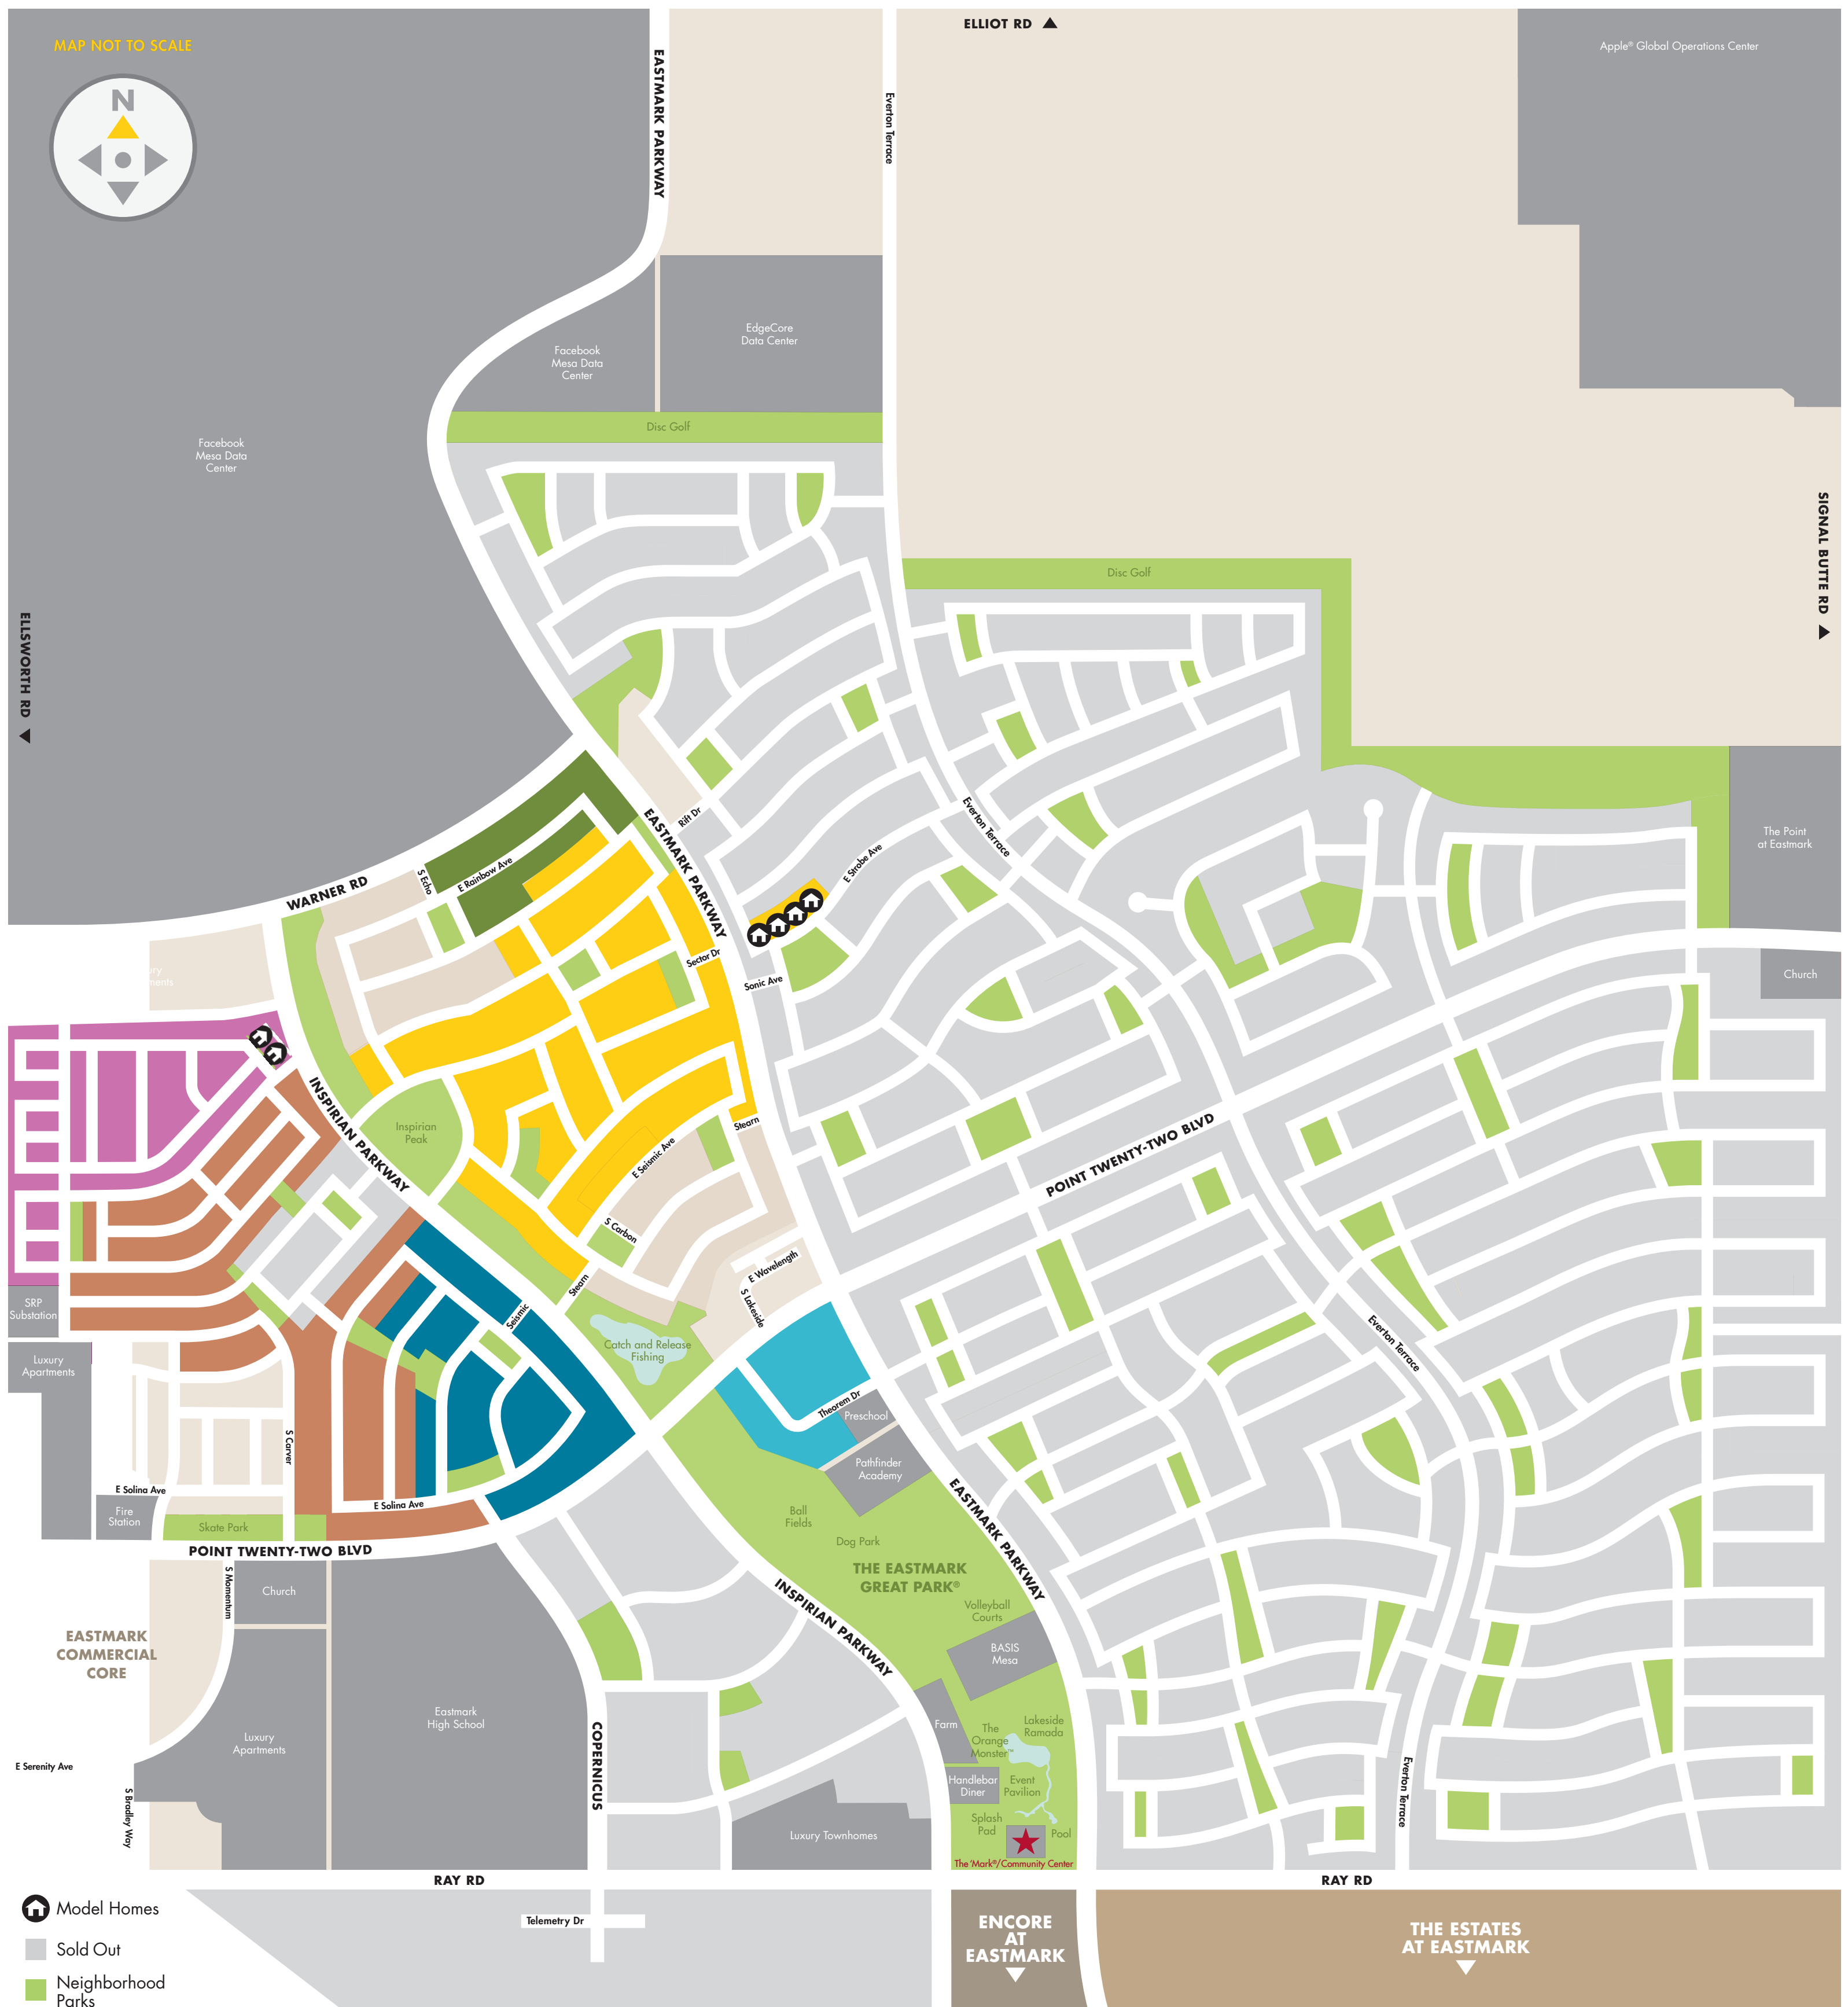 ELLIOT RD
MAP NOT TO SCALE
N
Apple® Global Operations Center
EASTMARK PARKWAY
Everton Terrace
EdgeCore
Data Center
Facebook
Mesa Data
Center
Disc Golf
Facebook
Mesa Data
Center
SIGNAL BUTTE RD
Disc Golf
ELLSWORTH RD
Rift Dr
EASTMARK PARKWAY
Everton Terrace
The Point
at Eastmark
E Strobe Ave
S Echo
E Rainbow Ave
WARNER RD
Sector Dr
Sonic Ave
Church
INSPIRIAN PARKWAY
Inspirian
Peak
Stearn
E Seismic Ave
POINT TWENTY-TWO BLVD
S Carbon
E Wavelength
S Lakeside
Stearn
Seismic
SRP
Substation
Catch and Release
Fishing
Everton Terrace
Luxury
Apartments
Theorem Dr
Preschool
Pathfinder
Academy
S Carver
E Solina Ave
E Solina Ave
Fire
Station
Skate Park
Ball
Fields
Dog Park
EASTMARK PARKWAY
POINT TWENTY-TWO BLVD
THE EASTMARK
GREAT PARK®
S Momentum
Church
INSPIRIAN PARKWAY
Volleyball
Courts
BASIS
Mesa
EASTMARK
COMMERCIAL
CORE
Eastmark
High School
Luxury
Apartments
COPERNICUS
Farm
The
Orange
Monster™
Lakeside
Ramada
E Serenity Ave
S Bradley Way
Handlebar
Diner
Event
Pavilion
Everton Terrace
Splash
Pad
Pool
Luxury Townhomes
The 'Mark®/Community Center
RAY RD
RAY RD
Model Homes
Telemetry Dr
Sold Out
Neighborhood
Parks
ENCORE
AT
EASTMARK
THE ESTATES
AT EASTMARK